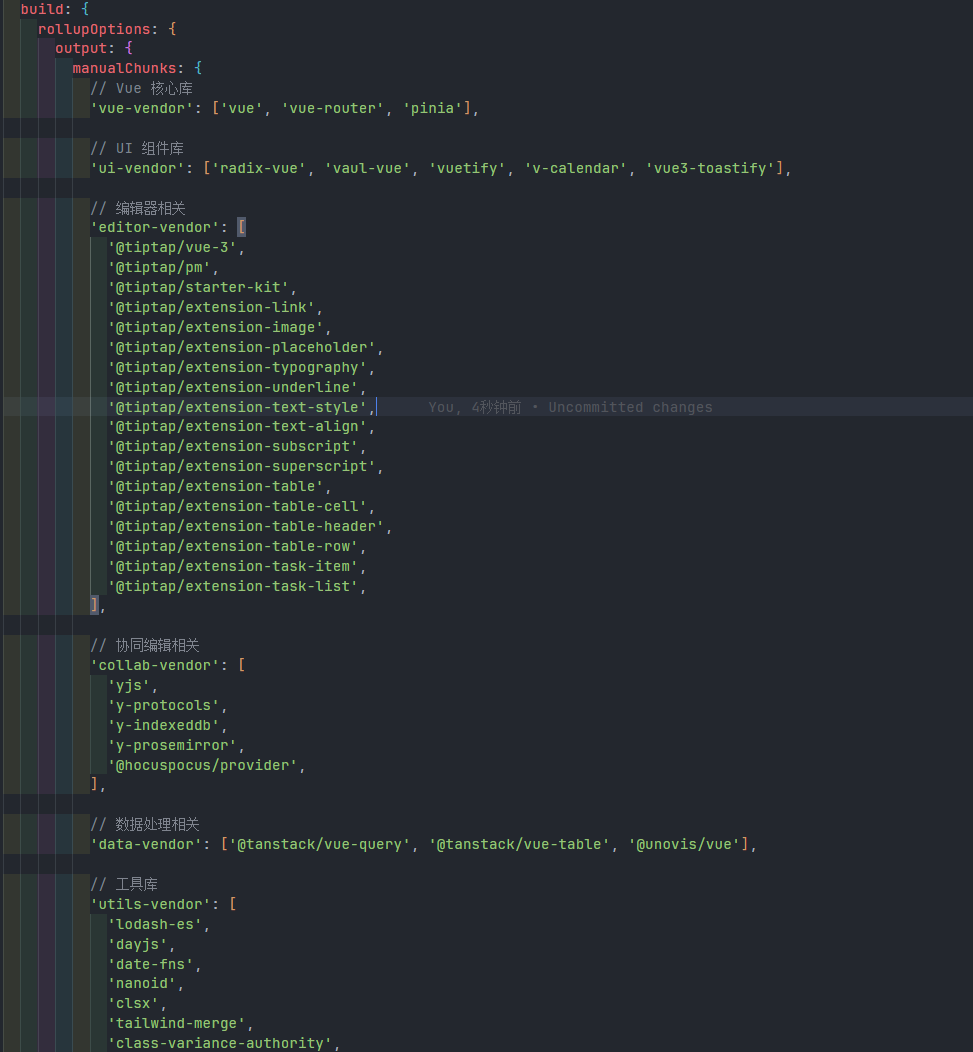 build: {
rollupOptions: {
output: {
manualChunks: {
// Vue 核心库
'vue-vendor': ['vue', 'vue-router', 'pinia'],
// UI 组件库
'ui-vendor': ['radix-vue', 'vaul-vue', 'vuetify', 'v-calendar', 'vue3-toastify'],
// 编辑器相关
'editor-vendor': [
'@tiptap/vue-3',
'@tiptap/pm',
'@tiptap/starter-kit',
'@tiptap/extension-link',
'@tiptap/extension-image',
'@tiptap/extension-placeholder',
'@tiptap/extension-typography',
'@tiptap/extension-underline',
'@tiptap/extension-text-style', You, 4秒钟前 • Uncommitted changes
'@tiptap/extension-text-align',
'@tiptap/extension-subscript',
'@tiptap/extension-superscript',
'@tiptap/extension-table',
'@tiptap/extension-table-cell',
'@tiptap/extension-table-header',
'@tiptap/extension-table-row',
'@tiptap/extension-task-item',
'@tiptap/extension-task-list',
],
// 协同编辑相关
'collab-vendor': [
'yjs',
'y-protocols',
'y-indexeddb',
'y-prosemirror',
'@hocuspocus/provider',
],
// 数据处理相关
'data-vendor': ['@tanstack/vue-query', '@tanstack/vue-table', '@unovis/vue'],
// 工具库
'utils-vendor': [
'lodash-es',
'dayjs',
'date-fns',
'nanoid',
'clsx',
'tailwind-merge',
'class-variance-authority',